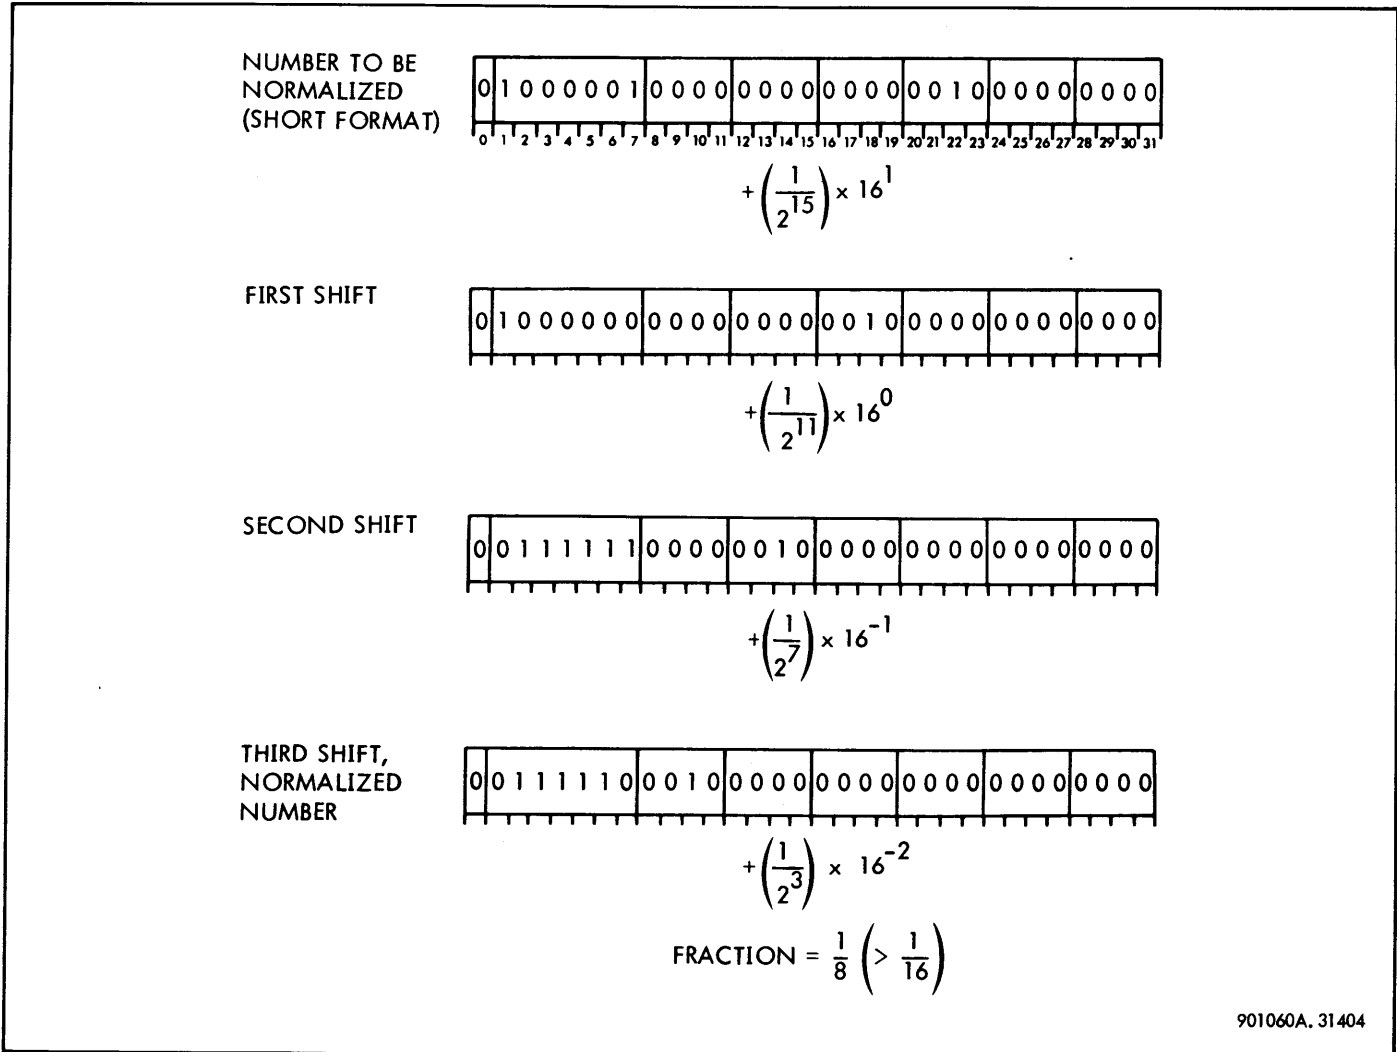 NUMBER TO BE
NORMALIZED
(SHORT FORMAT)
0 1 0 0 0 0 0 1 0 0 0 0 0 0 0 0 0 0 0 0 0 0 1 0 0 0 0 0 0 0 0 0
0 1 2 3 4 5 6 7 8 9 10 11 12 13 14 15 16 17 18 19 20 21 22 23 24 25 26 27 28 29 30 31
+ (1/2^15) x 16^1
FIRST SHIFT
0 1 0 0 0 0 0 0 0 0 0 0 0 0 0 0 0 0 1 0 0 0 0 0 0 0 0 0 0 0 0 0
+ (1/2^11) x 16^0
SECOND SHIFT
0 0 1 1 1 1 1 1 0 0 0 0 0 0 1 0 0 0 0 0 0 0 0 0 0 0 0 0 0 0 0 0
+ (1/2^7) x 16^-1
THIRD SHIFT,
NORMALIZED
NUMBER
0 0 1 1 1 1 1 0 0 0 1 0 0 0 0 0 0 0 0 0 0 0 0 0 0 0 0 0 0 0 0 0
+ (1/2^3) x 16^-2
FRACTION = 1/8 (> 1/16)
901060A. 31404